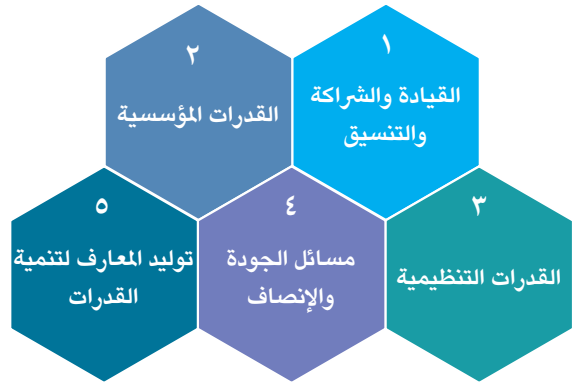 ١
القيادة والشراكة
والتنسيق
٢
القدرات المؤسسية
٣
القدرات التنظيمية
٤
مسائل الجودة
والإنصاف
٥
توليد المعارف لتنمية
القدرات